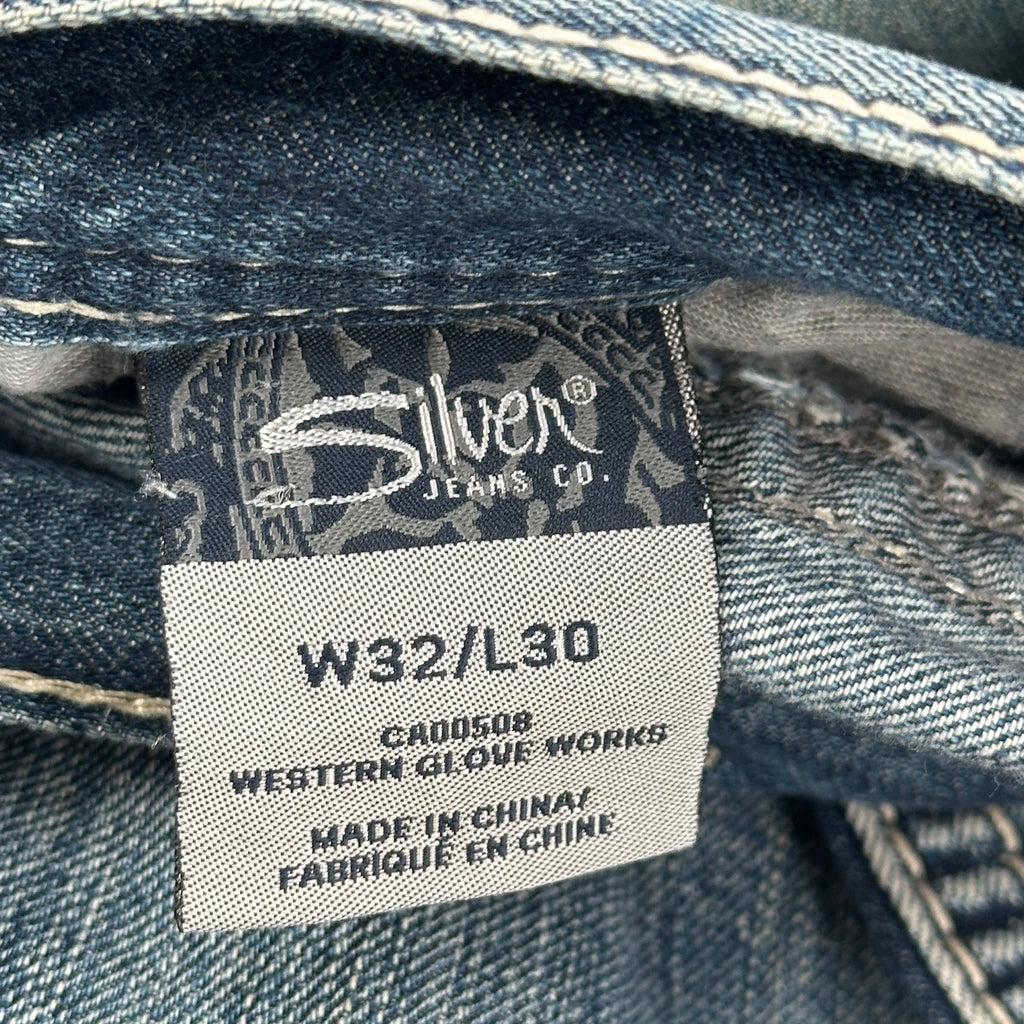 Silver®
JEANS CO.
W32/L30
CA00508
WESTERN GLOVE WORKS
MADE IN CHINA/
FABRIQUÉ EN CHINE